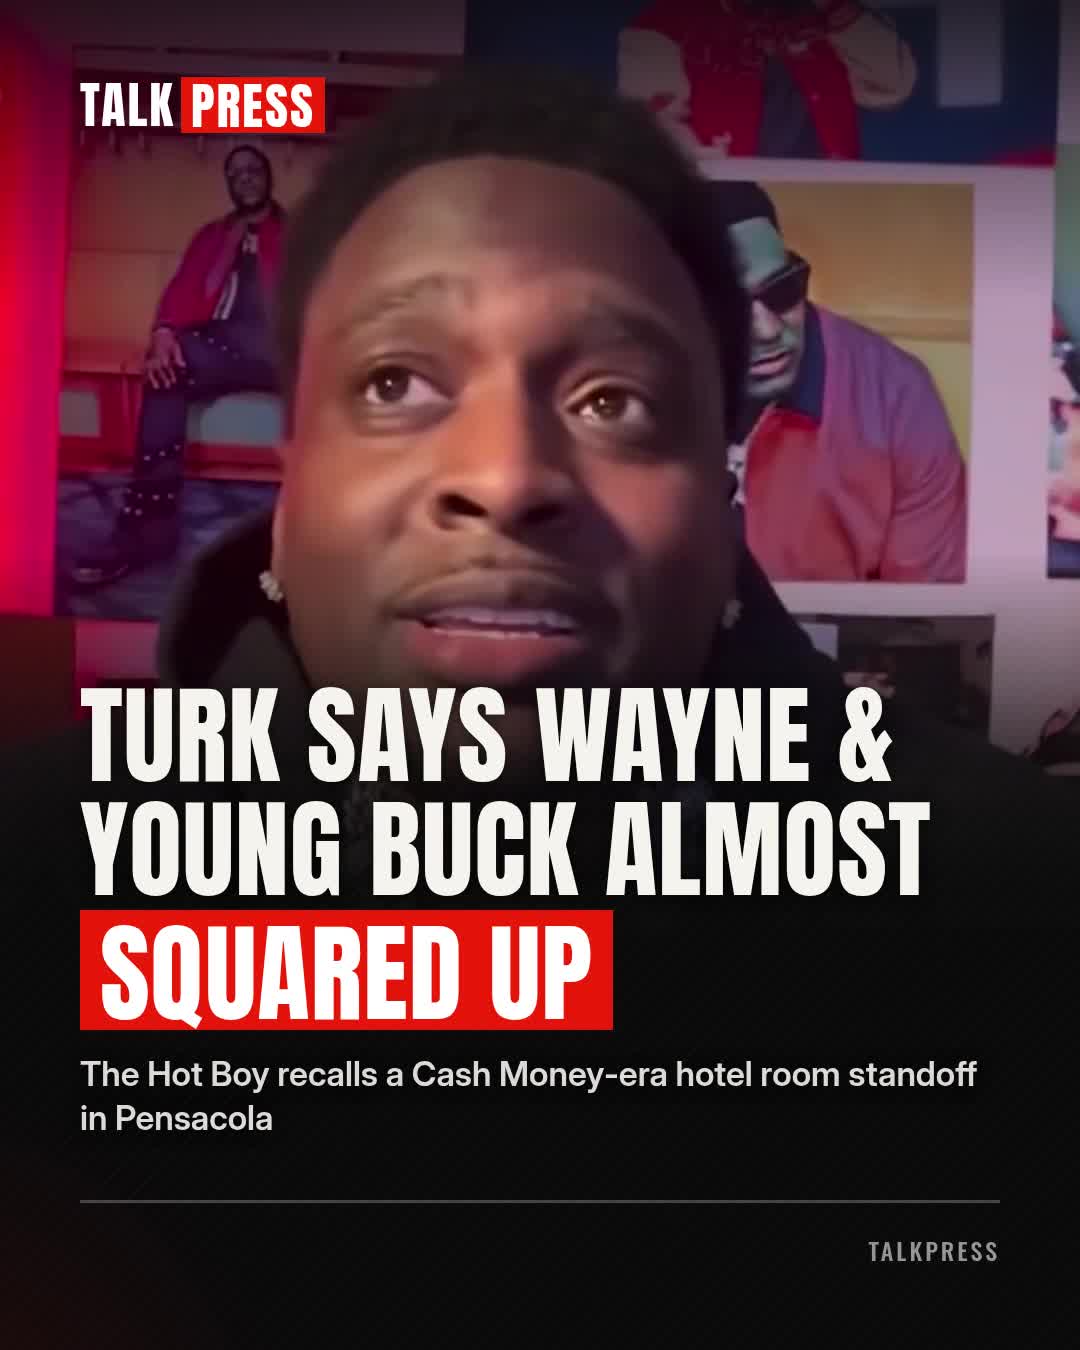 TALK PRESS
TURK SAYS WAYNE &
YOUNG BUCK ALMOST
SQUARED UP
The Hot Boy recalls a Cash Money-era hotel room standoff
in Pensacola
TALKPRESS